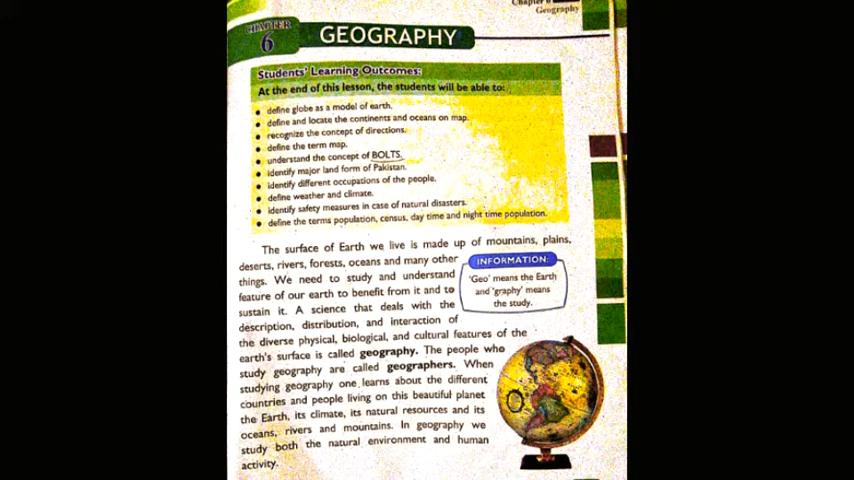 Chapter 6
Geography
CHAPTER
6
GEOGRAPHY
Students' Learning Outcomes:
At the end of this lesson, the students will be able to:
• define globe as a model of earth.
• define and locate the continents and oceans on map.
• recognize the concept of directions.
• define the term map.
• understand the concept of BOLTS.
• identify major land form of Pakistan.
• identify different occupations of the people.
• define weather and climate.
• identify safety measures in case of natural disasters.
• define the terms population, census, day time and night time population.
The surface of Earth we live is made up of mountains, plains,
deserts, rivers, forests, oceans and many other
things. We need to study and understand
feature of our earth to benefit from it and to
sustain it. A science that deals with the
description, distribution, and interaction of
the diverse physical, biological, and cultural features of the
earth's surface is called geography. The people who
study geography are called geographers. When
studying geography one learns about the different
countries and people living on this beautiful planet
the Earth, its climate, its natural resources and its
oceans, rivers and mountains. In geography we
study both the natural environment and human
activity.
INFORMATION:
'Geo' means the Earth
and 'graphy' means
the study.